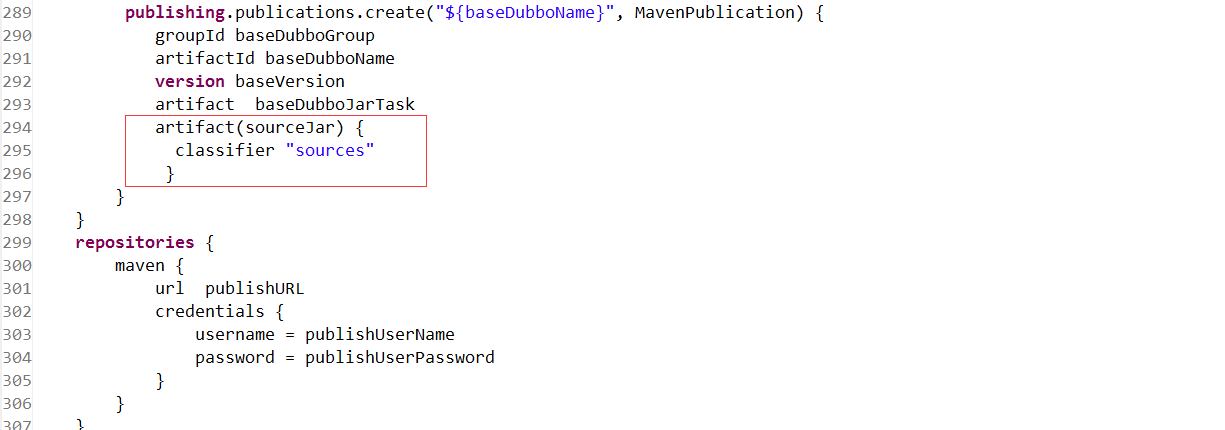 289 publishing.publications.create("${baseDubboName}", MavenPublication) {
290 groupId baseDubboGroup
291 artifactId baseDubboName
292 version baseVersion
293 artifact  baseDubboJarTask
294 artifact(sourceJar) {
295 classifier "sources"
296 }
297 }
298 }
299 repositories {
300 maven {
301 url  publishURL
302 credentials {
303 username = publishUserName
304 password = publishUserPassword
305 }
306 }
307 }